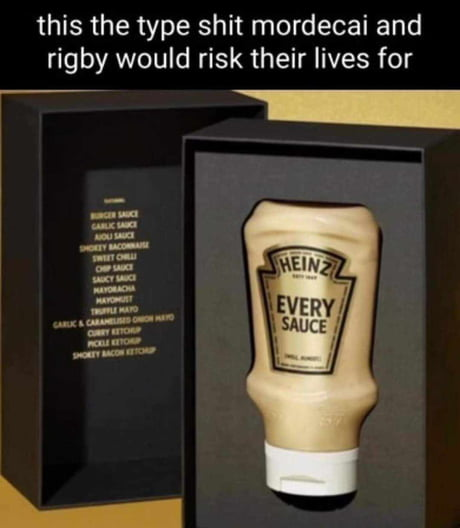 this the type shit mordecai and
rigby would risk their lives for
BURGER SAUCE
GARLIC SAUCE
AIOLI SAUCE
SMOKEY BACONNAISE
SWEET CHILLI
CHIP SAUCE
SAUCY SAUCE
MAYORACHA
MAYOMUST
TRUFFLE MAYO
GARLIC & CARAMELISED ONION MAYO
CURRY KETCHUP
PICKLE KETCHUP
SMOKEY BACON KETCHUP
HEINZ
EVERY
SAUCE